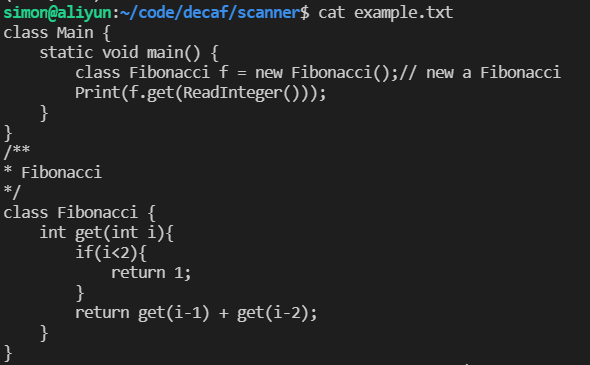 simon@aliyun:~/code/decaf/scanner$ cat example.txt
class Main {
    static void main() {
        class Fibonacci f = new Fibonacci();// new a Fibonacci
        Print(f.get(ReadInteger()));
    }
}
/**
* Fibonacci
*/
class Fibonacci {
    int get(int i){
        if(i<2){
            return 1;
        }
        return get(i-1) + get(i-2);
    }
}